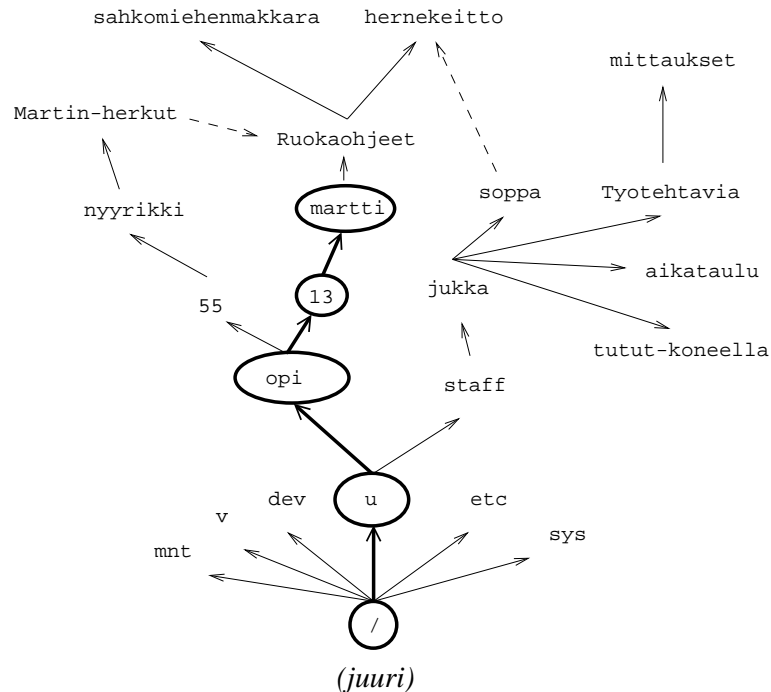 sahkomiehenmakkara
hernekeitto
mittaukset
Martin-herkut
Ruokaohjeet
soppa
Tyotehtavia
nyyrikki
martti
aikataulu
jukka
13
55
tutut-koneella
opi
staff
dev
u
etc
v
sys
mnt
/
(juuri)